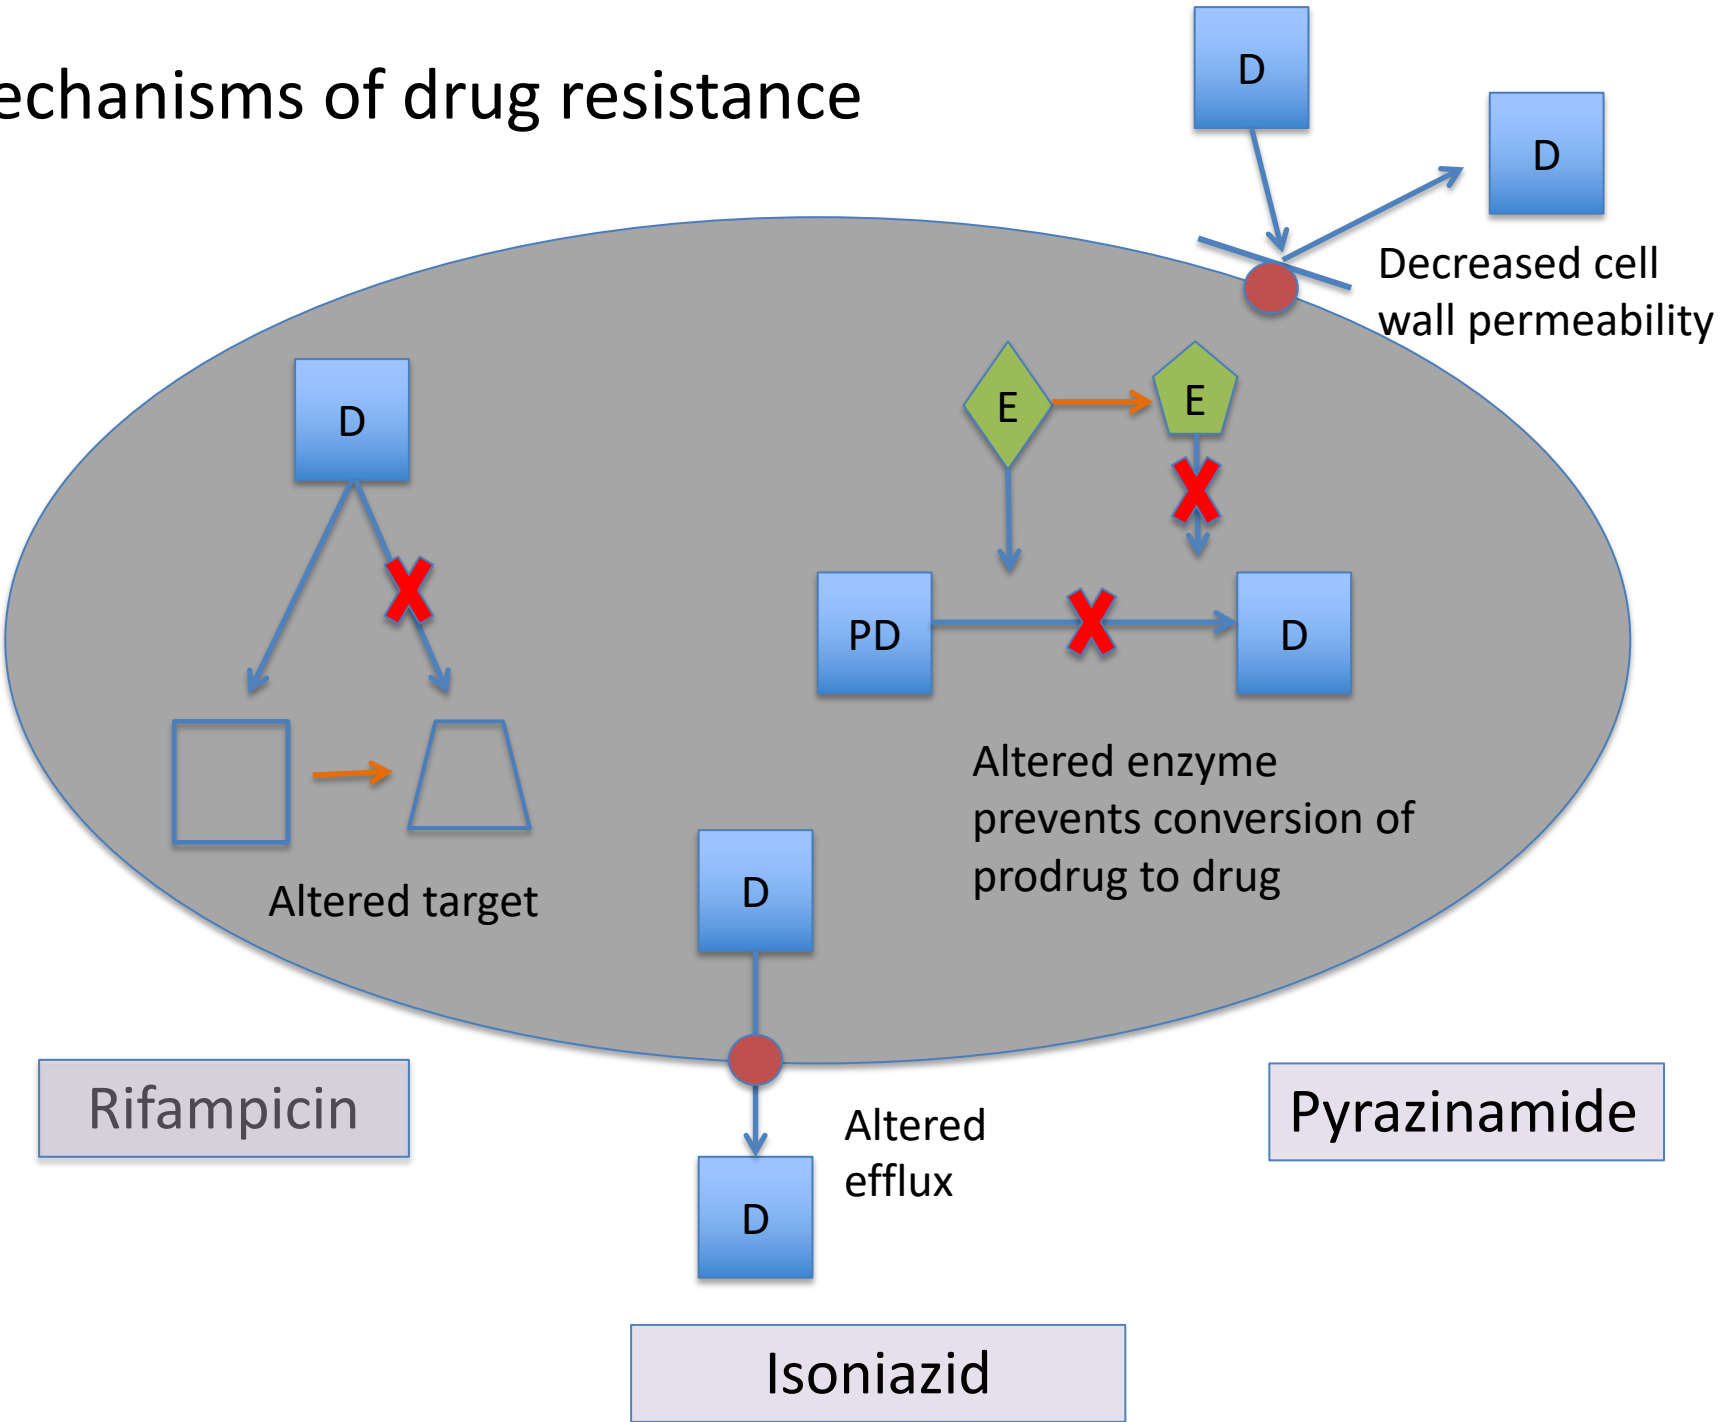 echanisms of drug resistance
D
D
Decreased cell
wall permeability
D
E
E
PD
D
Altered enzyme
prevents conversion of
prodrug to drug
Altered target
D
Rifampicin
Pyrazinamide
Altered
efflux
D
Isoniazid